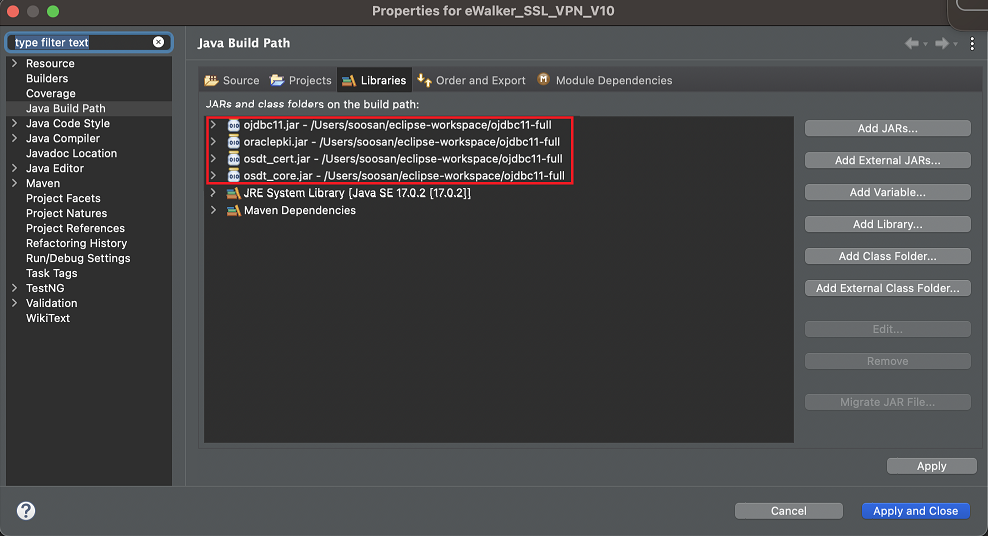 Properties for eWalker_SSL_VPN_V10
type filter text
Resource
Builders
Coverage
Java Build Path
Java Code Style
Java Compiler
Javadoc Location
Java Editor
Maven
Project Facets
Project Natures
Project References
Refactoring History
Run/Debug Settings
Task Tags
TestNG
Validation
WikiText
Java Build Path
Source Projects Libraries Order and Export Module Dependencies
JARs and class folders on the build path:
ojdbc11.jar - /Users/soosan/eclipse-workspace/ojdbc11-full
oraclepki.jar - /Users/soosan/eclipse-workspace/ojdbc11-full
osdt_cert.jar - /Users/soosan/eclipse-workspace/ojdbc11-full
osdt_core.jar - /Users/soosan/eclipse-workspace/ojdbc11-full
JRE System Library [Java SE 17.0.2 [17.0.2]]
Maven Dependencies
Add JARs...
Add External JARs...
Add Variable...
Add Library...
Add Class Folder...
Add External Class Folder...
Edit...
Remove
Migrate JAR File...
Apply
Cancel
Apply and Close